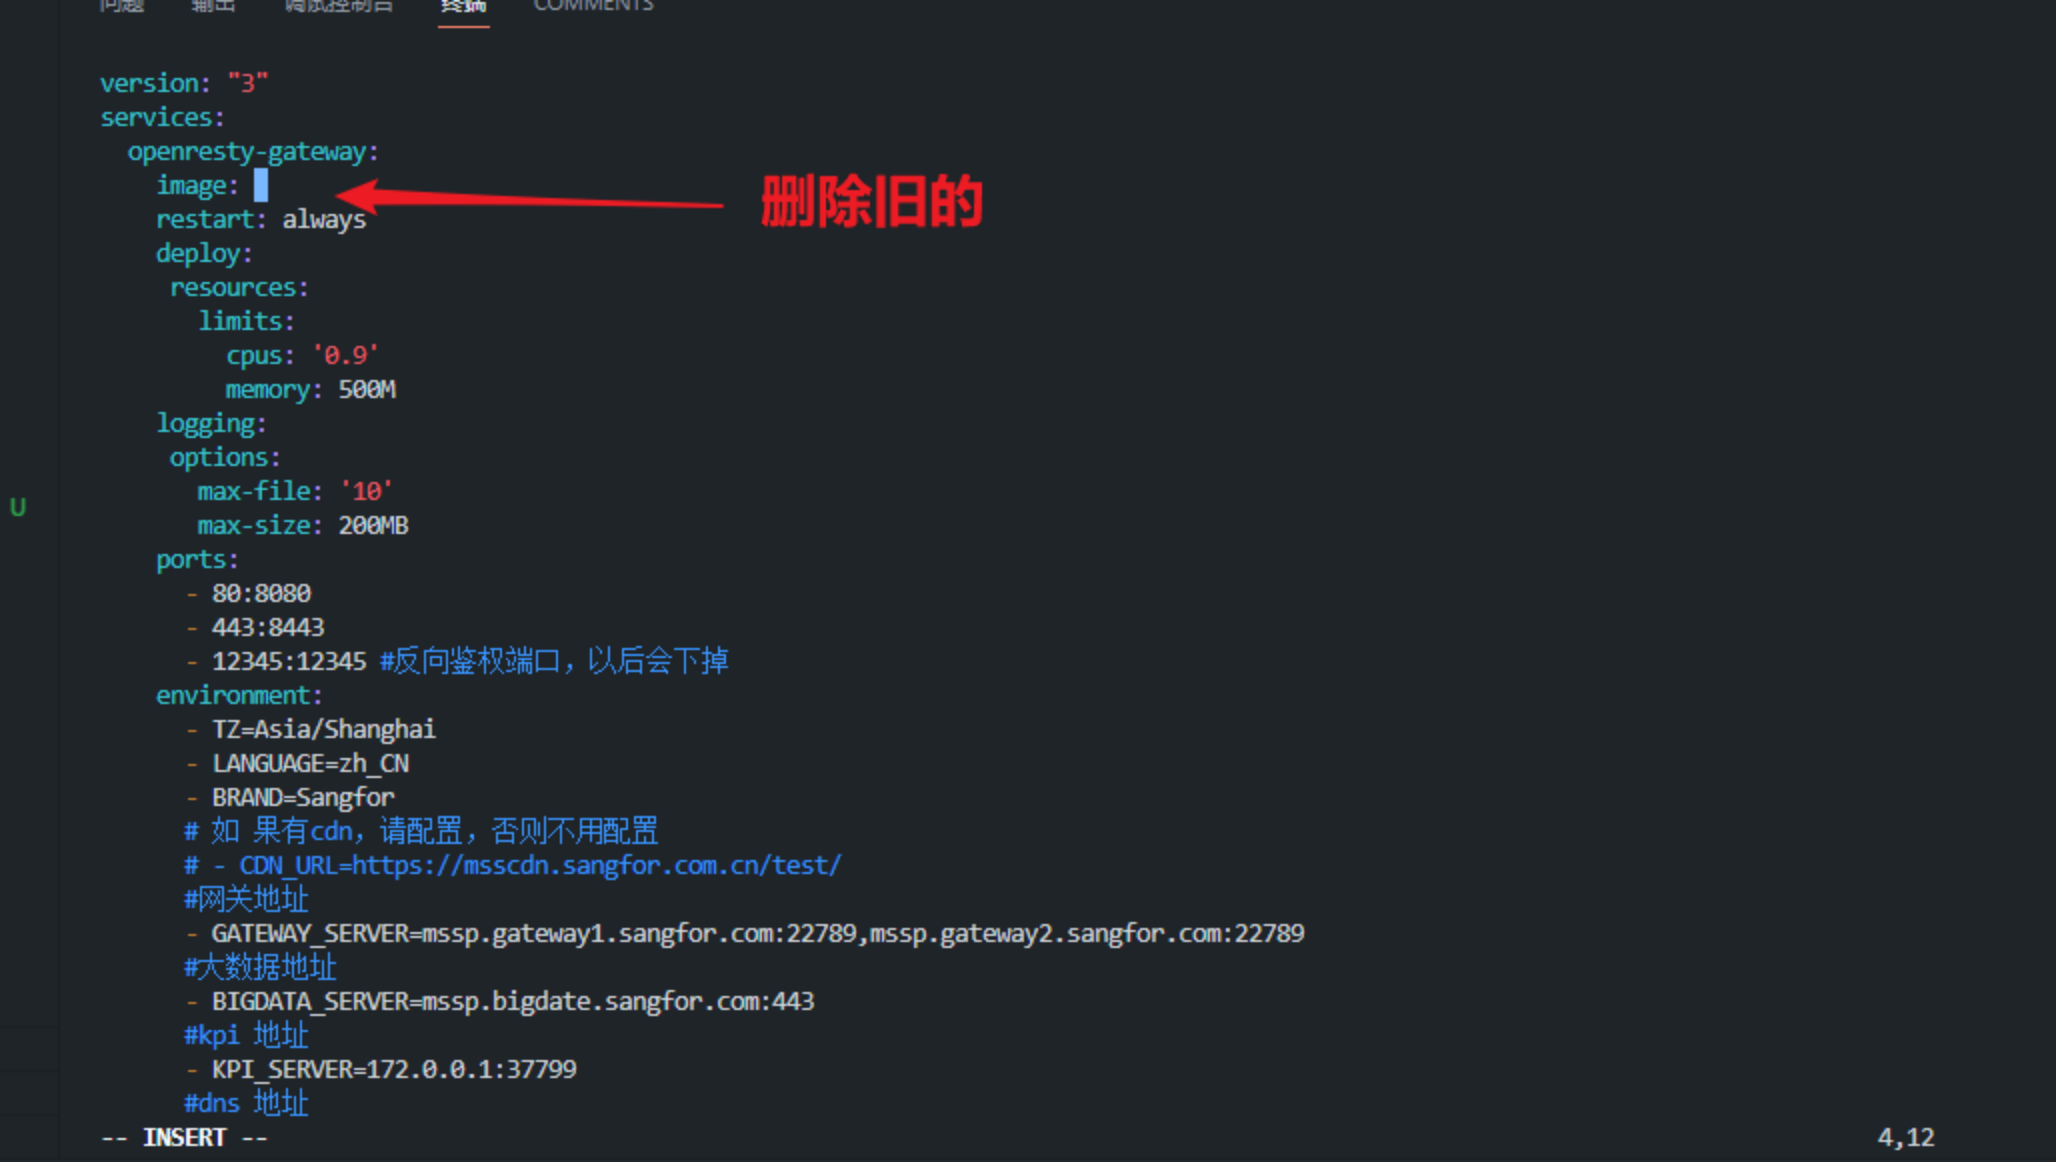 问题 输出 调试控制台 终端 COMMENTS
version: "3"
services:
  openresty-gateway:
    image:
删除旧的
    restart: always
    deploy:
     resources:
       limits:
         cpus: '0.9'
         memory: 500M
    logging:
     options:
       max-file: '10'
       max-size: 200MB
    ports:
      - 80:8080
      - 443:8443
      - 12345:12345 #反向鉴权端口，以后会下掉
U
    environment:
      - TZ=Asia/Shanghai
      - LANGUAGE=zh_CN
      - BRAND=Sangfor
      # 如 果有cdn，请配置，否则不用配置
      # - CDN_URL=https://msscdn.sangfor.com.cn/test/
      #网关地址
      - GATEWAY_SERVER=mssp.gateway1.sangfor.com:22789,mssp.gateway2.sangfor.com:22789
      #大数据地址
      - BIGDATA_SERVER=mssp.bigdate.sangfor.com:443
      #kpi 地址
      - KPI_SERVER=172.0.0.1:37799
      #dns 地址
-- INSERT -- 4,12